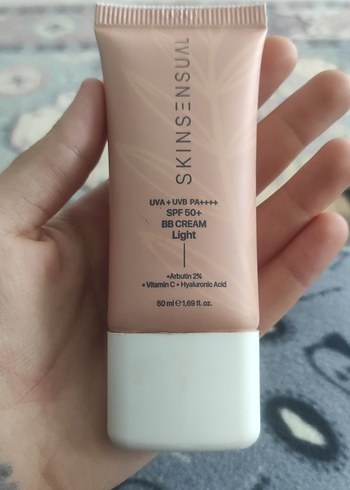 SKINSENSUAL
UVA + UVB PA++++
SPF 50+
BB CREAM
Light
•Arbutin 2%
• Vitamin C • Hyaluronic Acid
50 ml ℮ 1,69 fl. oz.